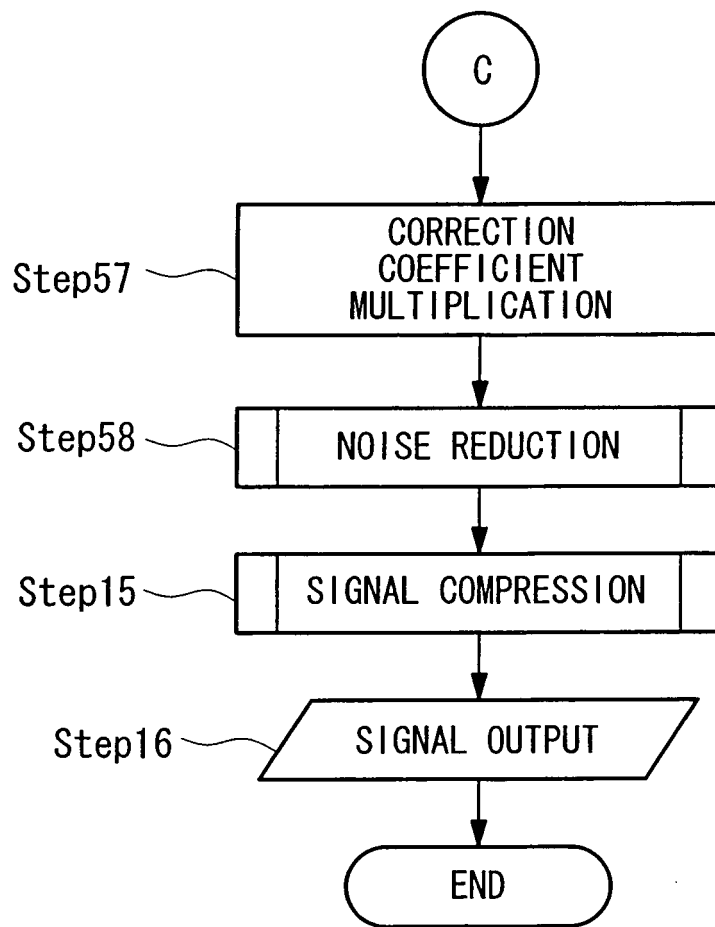 C
CORRECTION
COEFFICIENT
MULTIPLICATION
Step57
Step58
NOISE REDUCTION
Step15
SIGNAL COMPRESSION
Step16
SIGNAL OUTPUT
END